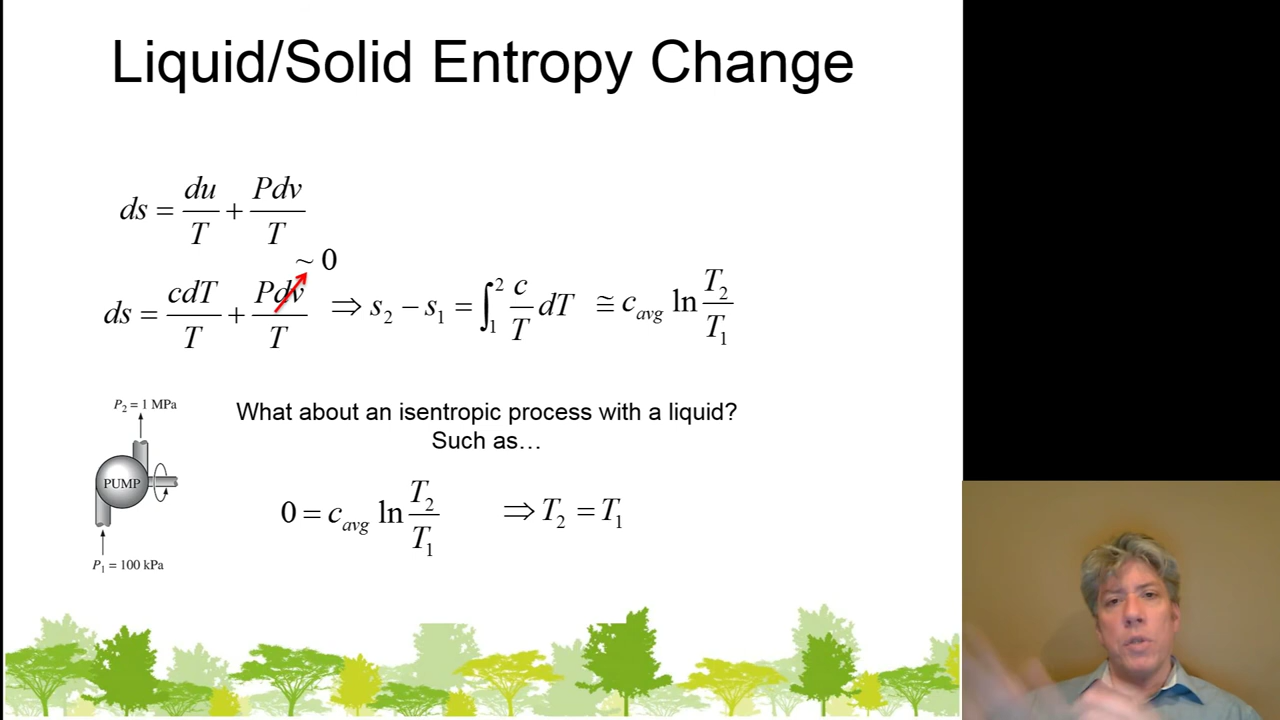 Liquid/Solid Entropy Change
ds = du/T + Pdv/T
~ 0
ds = cdT/T + Pdv/T ⇒ s₂ − s₁ = ∫₁² c/T dT ≅ c_avg ln T₂/T₁
P₂ = 1 MPa
What about an isentropic process with a liquid?
Such as…
PUMP
0 = c_avg ln T₂/T₁ ⇒ T₂ = T₁
P₁ = 100 kPa